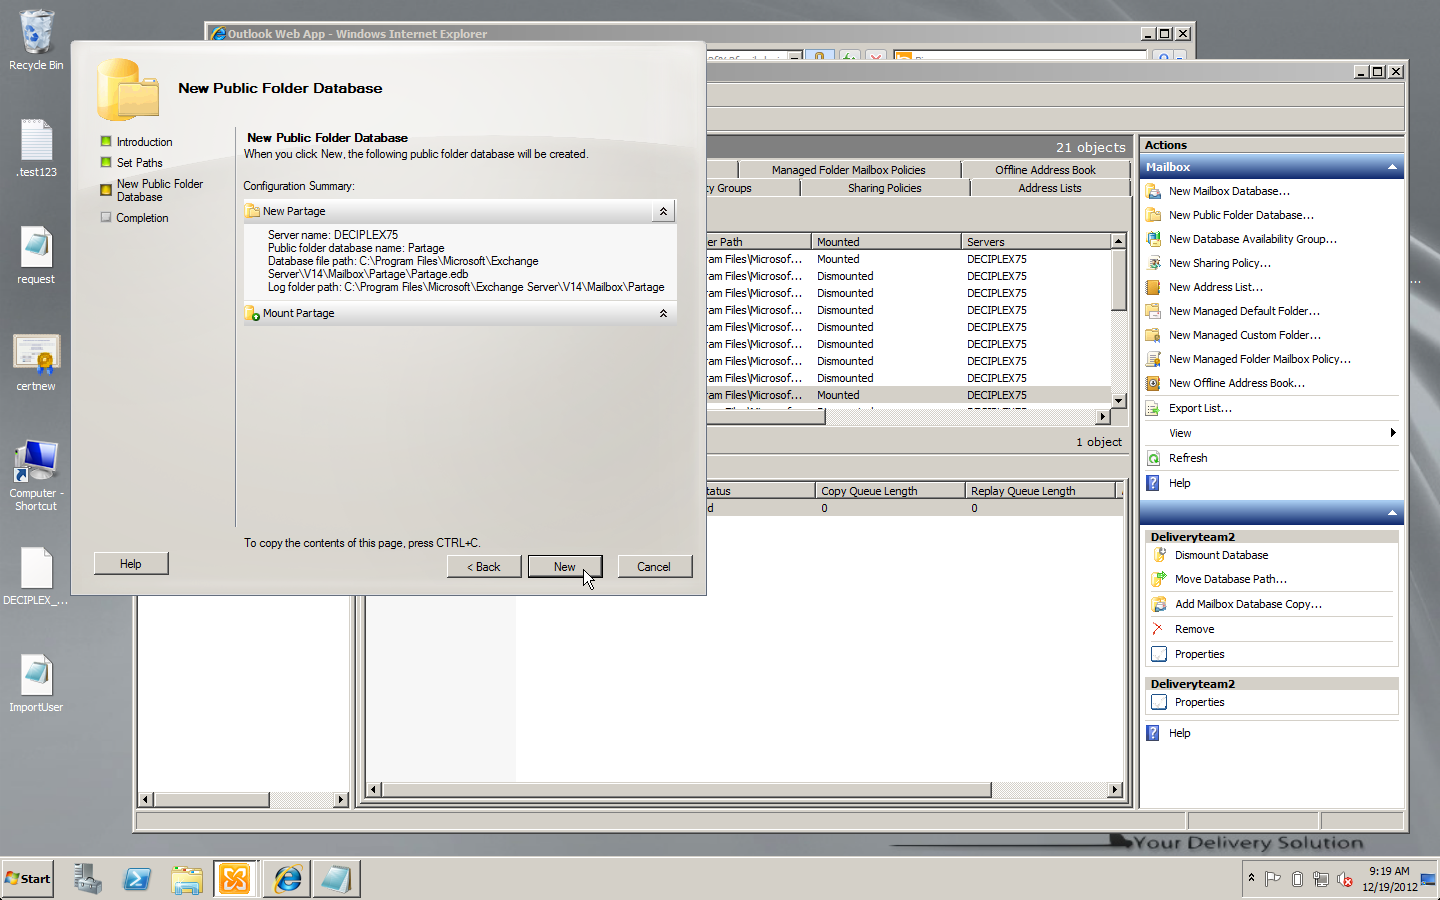 Recycle Bin
.test123
request
certnew
Computer -
Shortcut
DECIPLEX_...
ImportUser
Outlook Web App - Windows Internet Explorer
New Public Folder Database
Introduction
Set Paths
New Public Folder
Database
Completion
New Public Folder Database
When you click New, the following public folder database will be created.
Configuration Summary:
New Partage
Server name: DECIPLEX75
Public folder database name: Partage
Database file path: C:\Program Files\Microsoft\Exchange
Server\V14\Mailbox\Partage\Partage.edb
Log folder path: C:\Program Files\Microsoft\Exchange Server\V14\Mailbox\Partage
Mount Partage
To copy the contents of this page, press CTRL+C.
Help
< Back
New
Cancel
21 objects
Managed Folder Mailbox Policies
Offline Address Book
cy Groups
Sharing Policies
Address Lists
er Path
Mounted
Servers
ram Files\Microsof...
Mounted
DECIPLEX75
ram Files\Microsof...
Dismounted
DECIPLEX75
ram Files\Microsof...
Dismounted
DECIPLEX75
ram Files\Microsof...
Dismounted
DECIPLEX75
ram Files\Microsof...
Dismounted
DECIPLEX75
ram Files\Microsof...
Dismounted
DECIPLEX75
ram Files\Microsof...
Dismounted
DECIPLEX75
ram Files\Microsof...
Dismounted
DECIPLEX75
ram Files\Microsof...
Mounted
DECIPLEX75
1 object
tatus
Copy Queue Length
Replay Queue Length
d
0
0
Actions
Mailbox
New Mailbox Database...
New Public Folder Database...
New Database Availability Group...
New Sharing Policy...
New Address List...
New Managed Default Folder...
New Managed Custom Folder...
New Managed Folder Mailbox Policy...
New Offline Address Book...
Export List...
View
Refresh
Help
Deliveryteam2
Dismount Database
Move Database Path...
Add Mailbox Database Copy...
Remove
Properties
Deliveryteam2
Properties
Help
Your Delivery Solution
Start
9:19 AM
12/19/2012